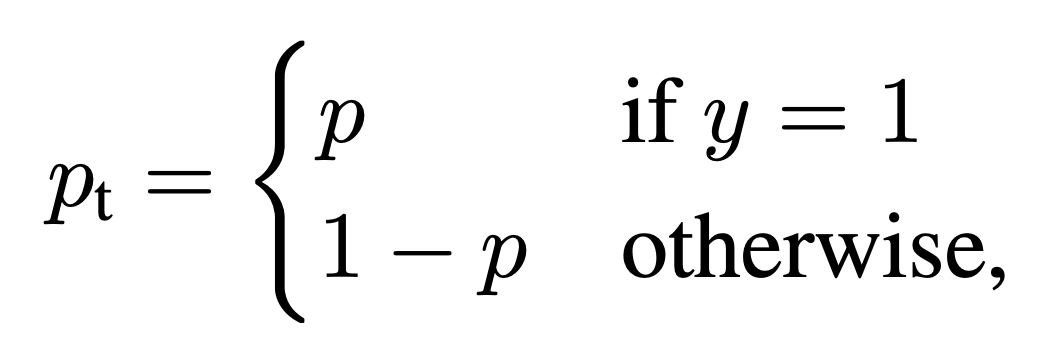 p_t = { p if y = 1
1 − p otherwise,